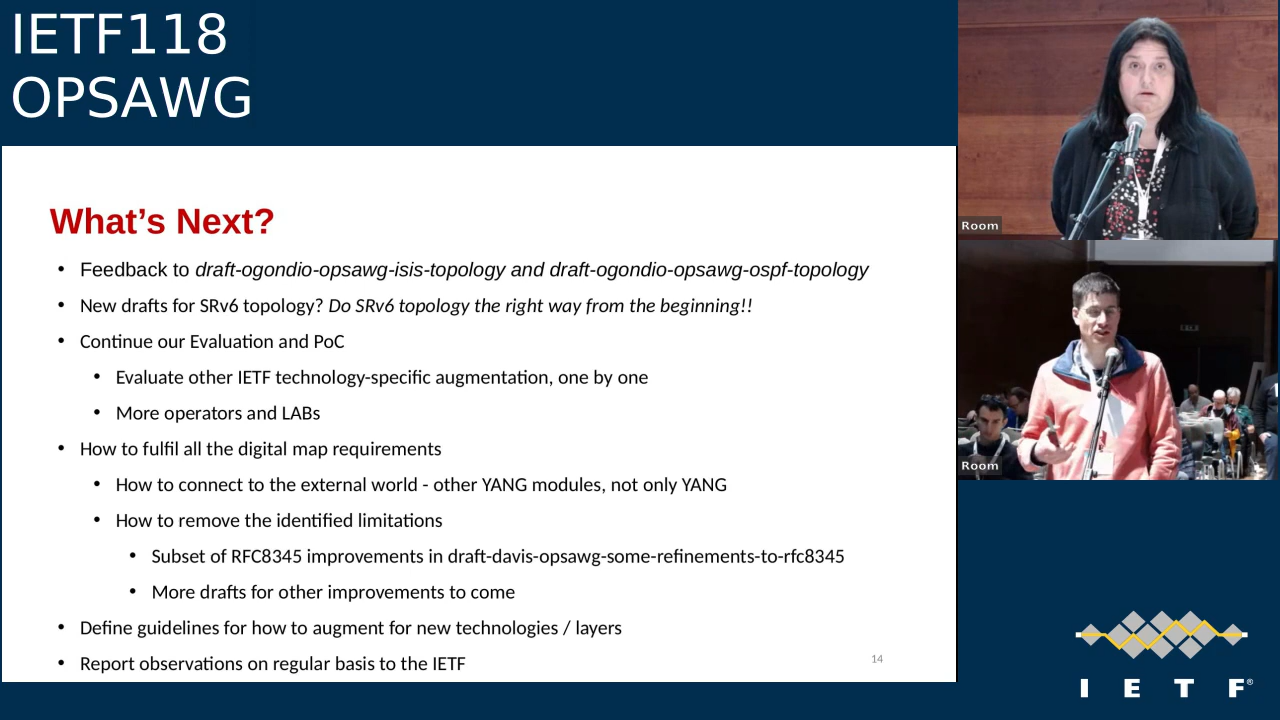 IETF118
OPSAWG
What's Next?
• Feedback to draft-ogondio-opsawg-isis-topology and draft-ogondio-opsawg-ospf-topology
• New drafts for SRv6 topology? Do SRv6 topology the right way from the beginning!!
• Continue our Evaluation and PoC
• Evaluate other IETF technology-specific augmentation, one by one
• More operators and LABs
• How to fulfil all the digital map requirements
• How to connect to the external world - other YANG modules, not only YANG
• How to remove the identified limitations
• Subset of RFC8345 improvements in draft-davis-opsawg-some-refinements-to-rfc8345
• More drafts for other improvements to come
• Define guidelines for how to augment for new technologies / layers
• Report observations on regular basis to the IETF
14
Room
Room
I E T F®